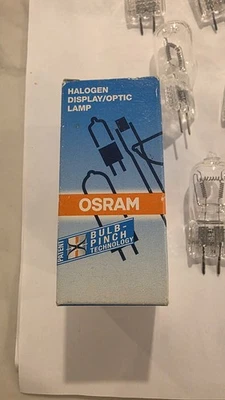 HALOGEN
DISPLAY/OPTIC
LAMP
OSRAM
PATENT
BULB-
PINCH
TECHNOLOGY